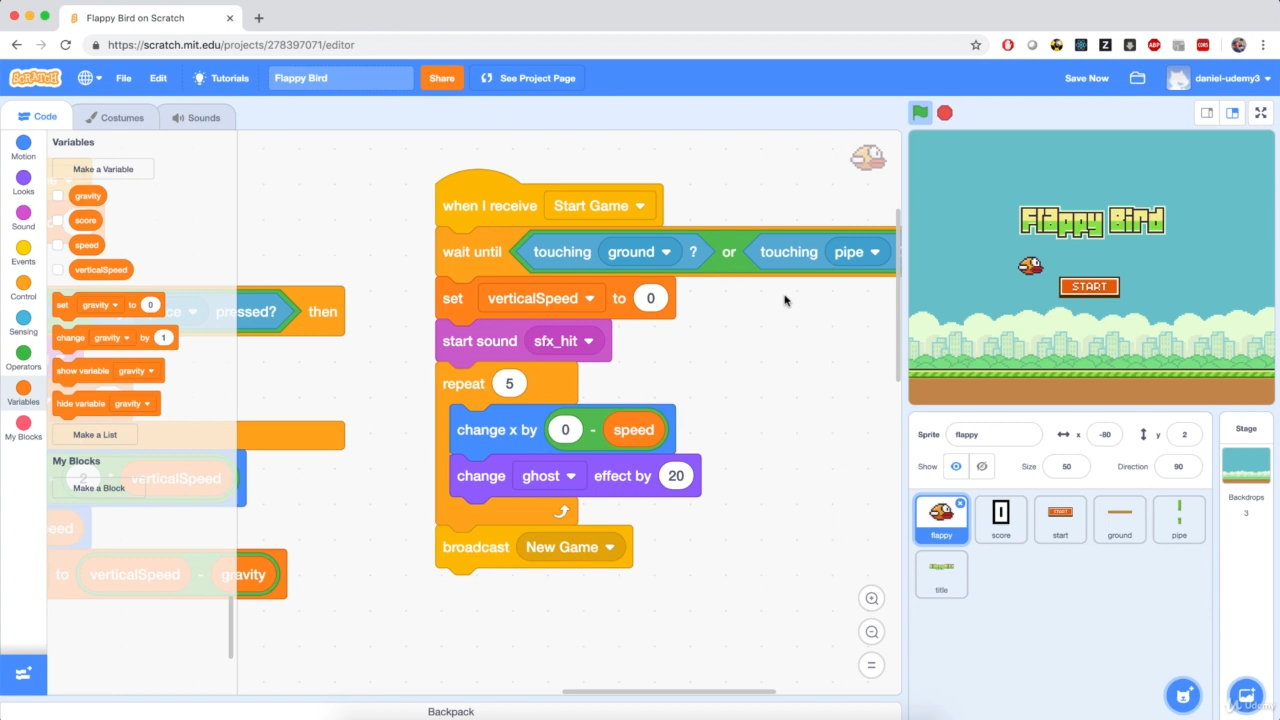 Flappy Bird on Scratch
https://scratch.mit.edu/projects/278397071/editor
Z
ABP
CORS
SCRATCH
File
Edit
Tutorials
Flappy Bird
Share
See Project Page
Save Now
daniel-udemy3
Code
Costumes
Sounds
Motion
Looks
Sound
Events
Control
Sensing
Operators
Variables
My Blocks
Variables
Make a Variable
gravity
score
speed
verticalSpeed
set gravity to 0
change gravity by 1
show variable gravity
hide variable gravity
Make a List
My Blocks
Make a Block
pressed? then
2 verticalSpeed
to verticalSpeed - gravity
when I receive Start Game
wait until touching ground ? or touching pipe
set verticalSpeed to 0
start sound sfx_hit
repeat 5
change x by 0 - speed
change ghost effect by 20
broadcast New Game
Flappy Bird
START
Sprite flappy x -80 y 2
Show Size 50 Direction 90
flappy
score
start
ground
pipe
title
Stage
Backdrops
3
Backpack
Udemy